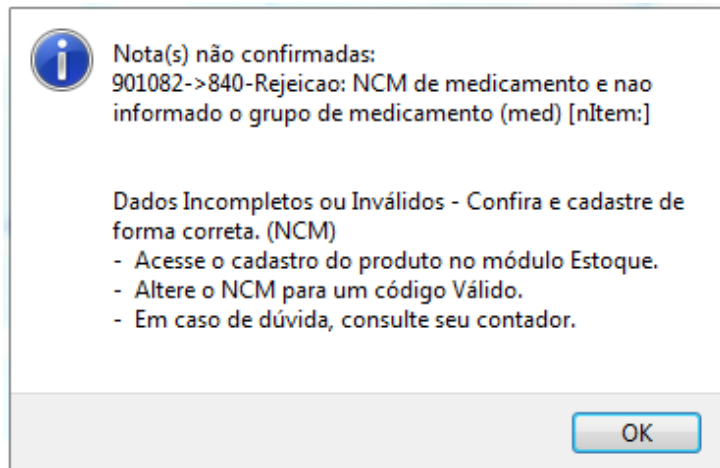 Nota(s) não confirmadas:
901082->840-Rejeicao: NCM de medicamento e nao
informado o grupo de medicamento (med) [nItem:]
Dados Incompletos ou Inválidos - Confira e cadastre de
forma correta. (NCM)
- Acesse o cadastro do produto no módulo Estoque.
- Altere o NCM para um código Válido.
- Em caso de dúvida, consulte seu contador.
OK